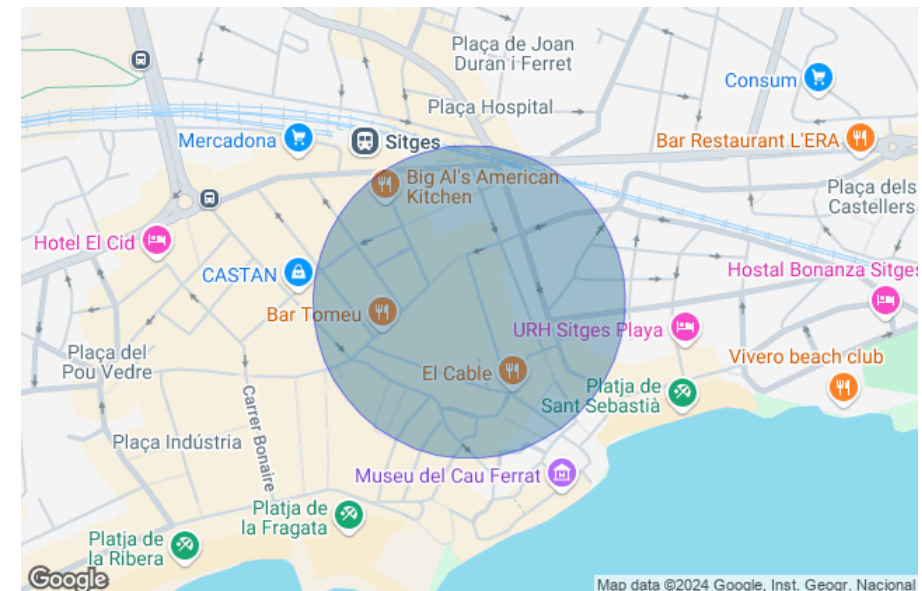 Plaça de Joan
Duran i Ferret
Consum
Plaça Hospital
Mercadona
Sitges
Bar Restaurant L'ERA
Big Al's American
Kitchen
Plaça dels
Castellers
Hotel El Cid
CASTAN
Hostal Bonanza Sitges
Bar Tomeu
URH Sitges Playa
Plaça del
Pou Vedre
Vivero beach club
El Cable
Platja de
Sant Sebastià
Carrer Bonaire
Plaça Indústria
Museu del Cau Ferrat
Platja de
la Fragata
Platja de
la Ribera
Google
Map data ©2024 Google, Inst. Geogr. Nacional